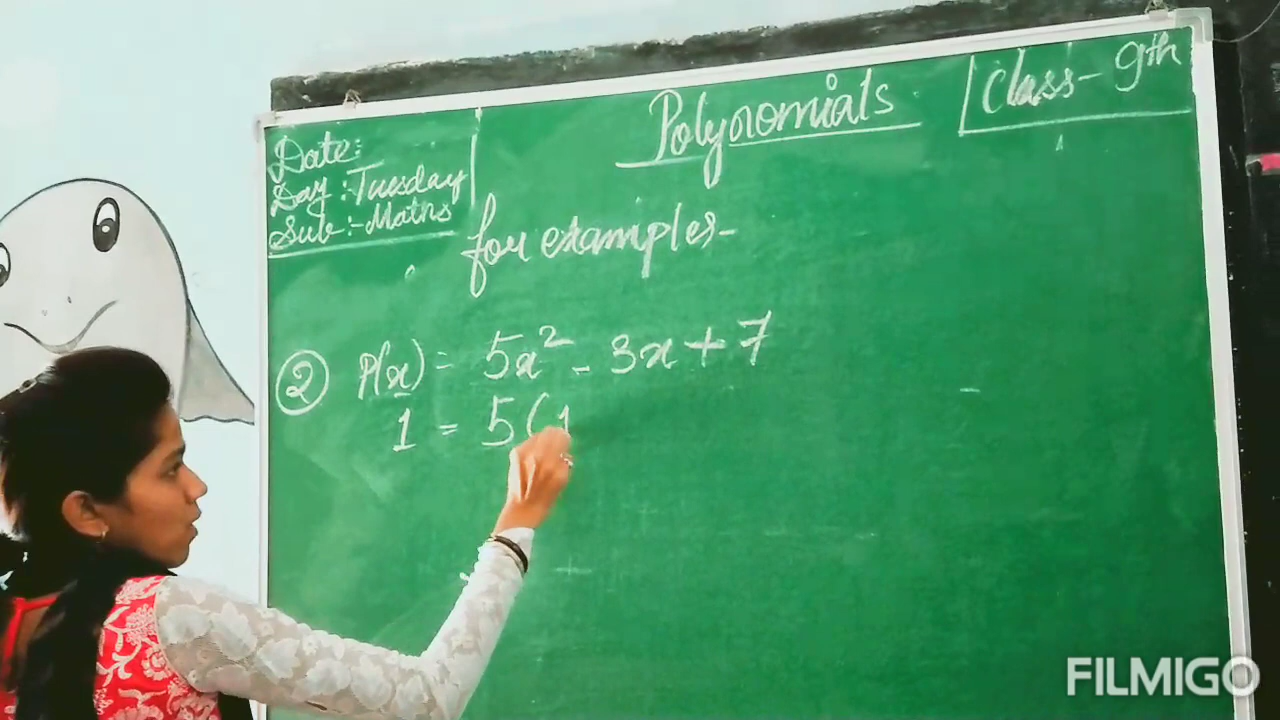 Polynomials
Class- 9th
Date:
Day :Tuesday
Sub:-Maths
for examples-
② P(x) = 5x² - 3x + 7
1 = 5(1
FILMIGO